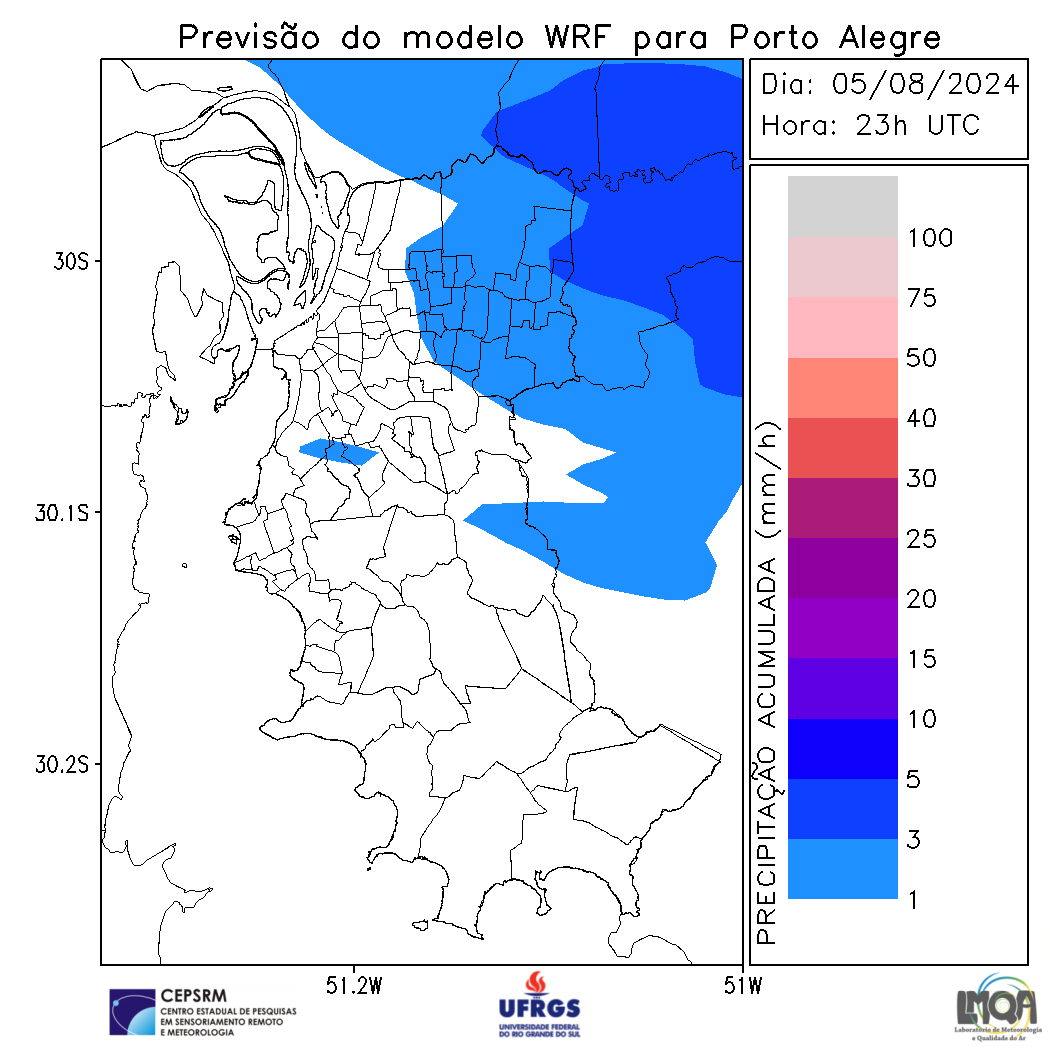 Previsão do modelo WRF para Porto Alegre
Dia: 05/08/2024
Hora: 23h UTC
30S
30.1S
30.2S
51.2W
51W
PRECIPITAÇÃO ACUMULADA (mm/h)
100
75
50
40
30
25
20
15
10
5
3
1
CEPSRM
CENTRO ESTADUAL DE PESQUISAS
EM SENSORIAMENTO REMOTO
E METEOROLOGIA
UFRGS
UNIVERSIDADE FEDERAL
DO RIO GRANDE DO SUL
LMQA
Laboratório de Meteorologia
e Qualidade do Ar